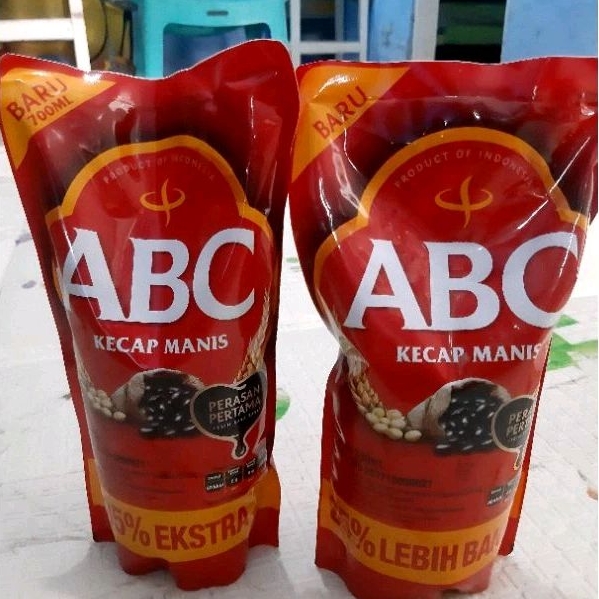 BARU
700ML
PRODUCT OF INDONESIA
ABC
KECAP MANIS
PERASAN
PERTAMA
5% EKSTRA
BARU
PRODUCT OF INDONESIA
ABC
KECAP MANIS
% LEBIH BA